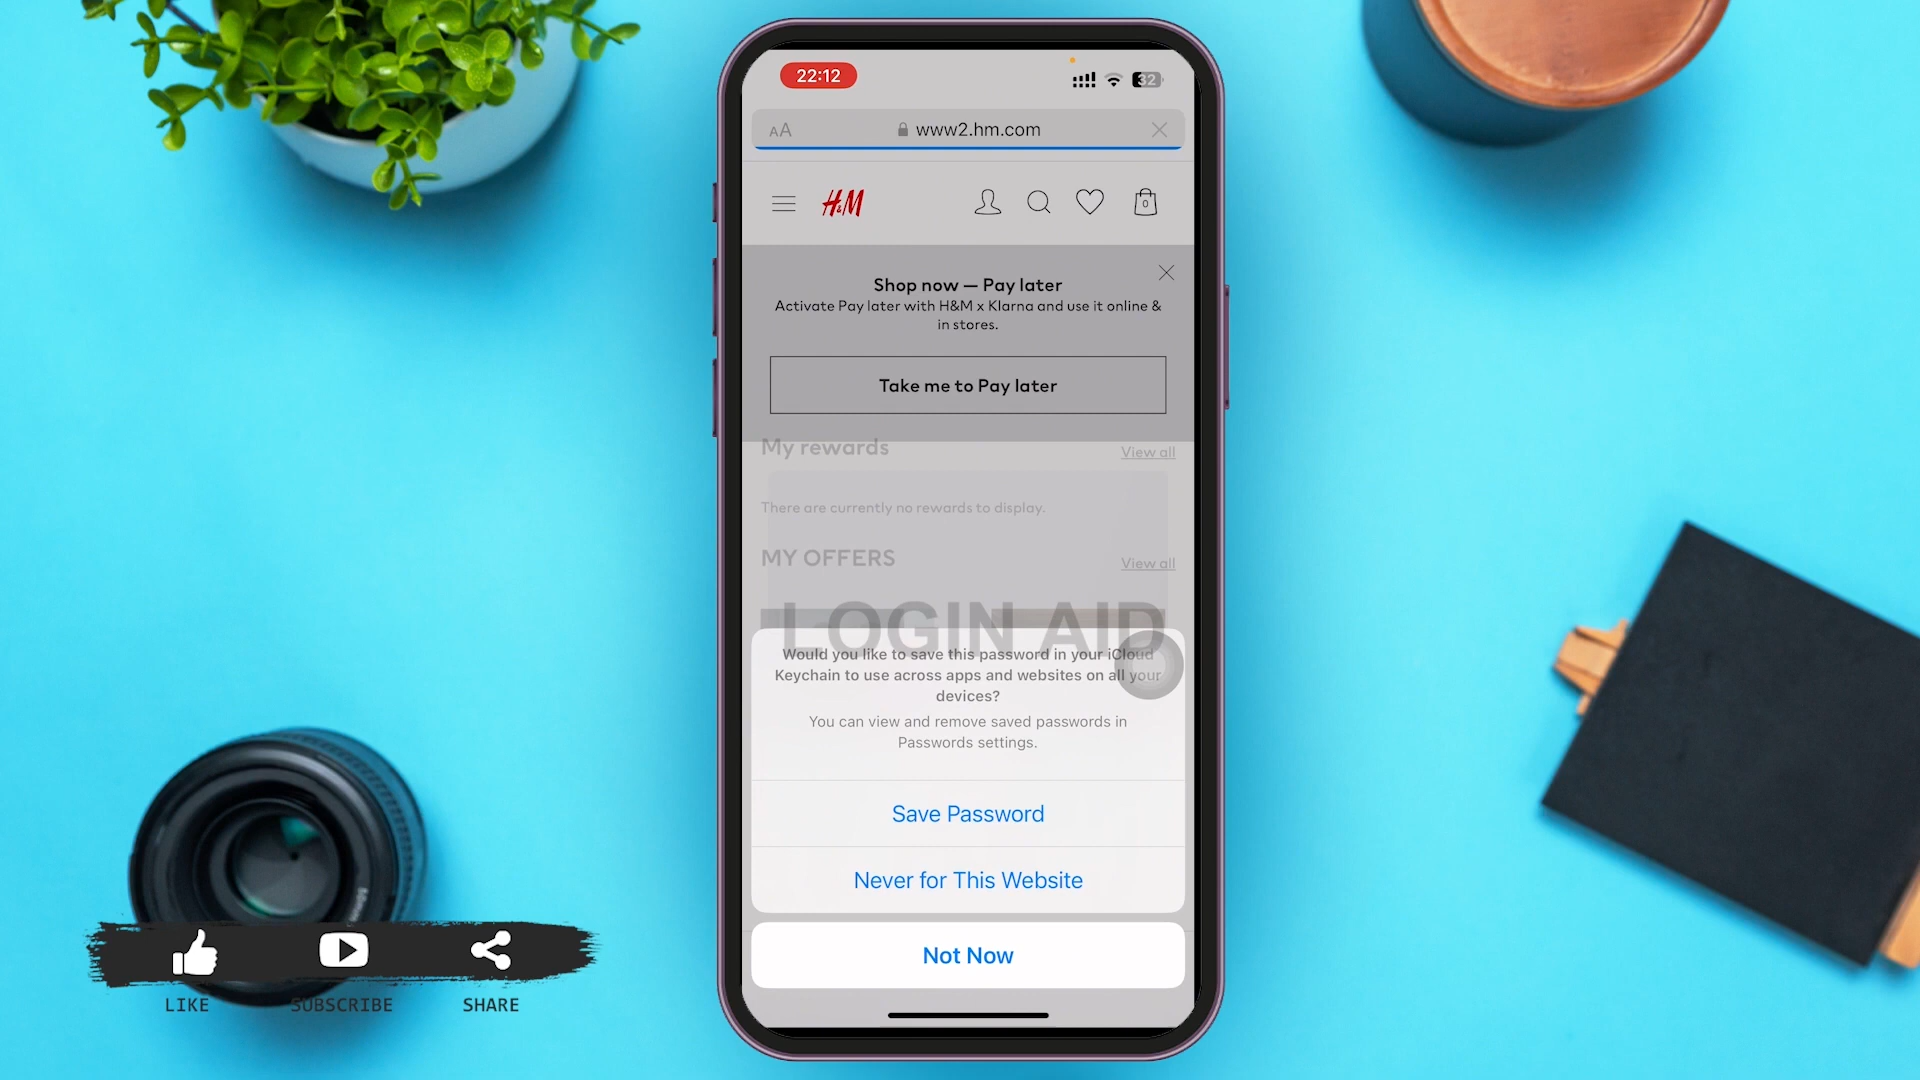 22:12
32
AA
www2.hm.com
H&M
0
Shop now — Pay later
Activate Pay later with H&M x Klarna and use it online &
in stores.
Take me to Pay later
My rewards
View all
There are currently no rewards to display.
MY OFFERS
View all
LOGIN AID
Would you like to save this password in your iCloud
Keychain to use across apps and websites on all your
devices?
You can view and remove saved passwords in
Passwords settings.
Save Password
Never for This Website
Not Now
LIKE
SUBSCRIBE
SHARE